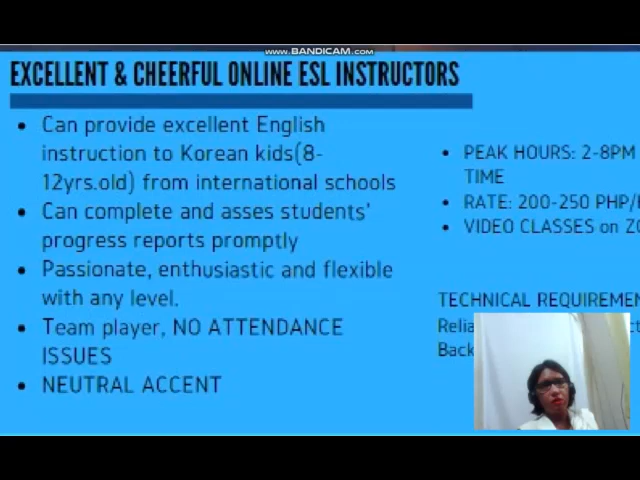 WWW.BANDICAM.COM
EXCELLENT & CHEERFUL ONLINE ESL INSTRUCTORS
• Can provide excellent English
instruction to Korean kids(8-
12yrs.old) from international schools
• Can complete and asses students'
progress reports promptly
• Passionate, enthusiastic and flexible
with any level.
• Team player, NO ATTENDANCE
ISSUES
• NEUTRAL ACCENT
• PEAK HOURS: 2-8PM
TIME
• RATE: 200-250 PHP/
• VIDEO CLASSES on
TECHNICAL